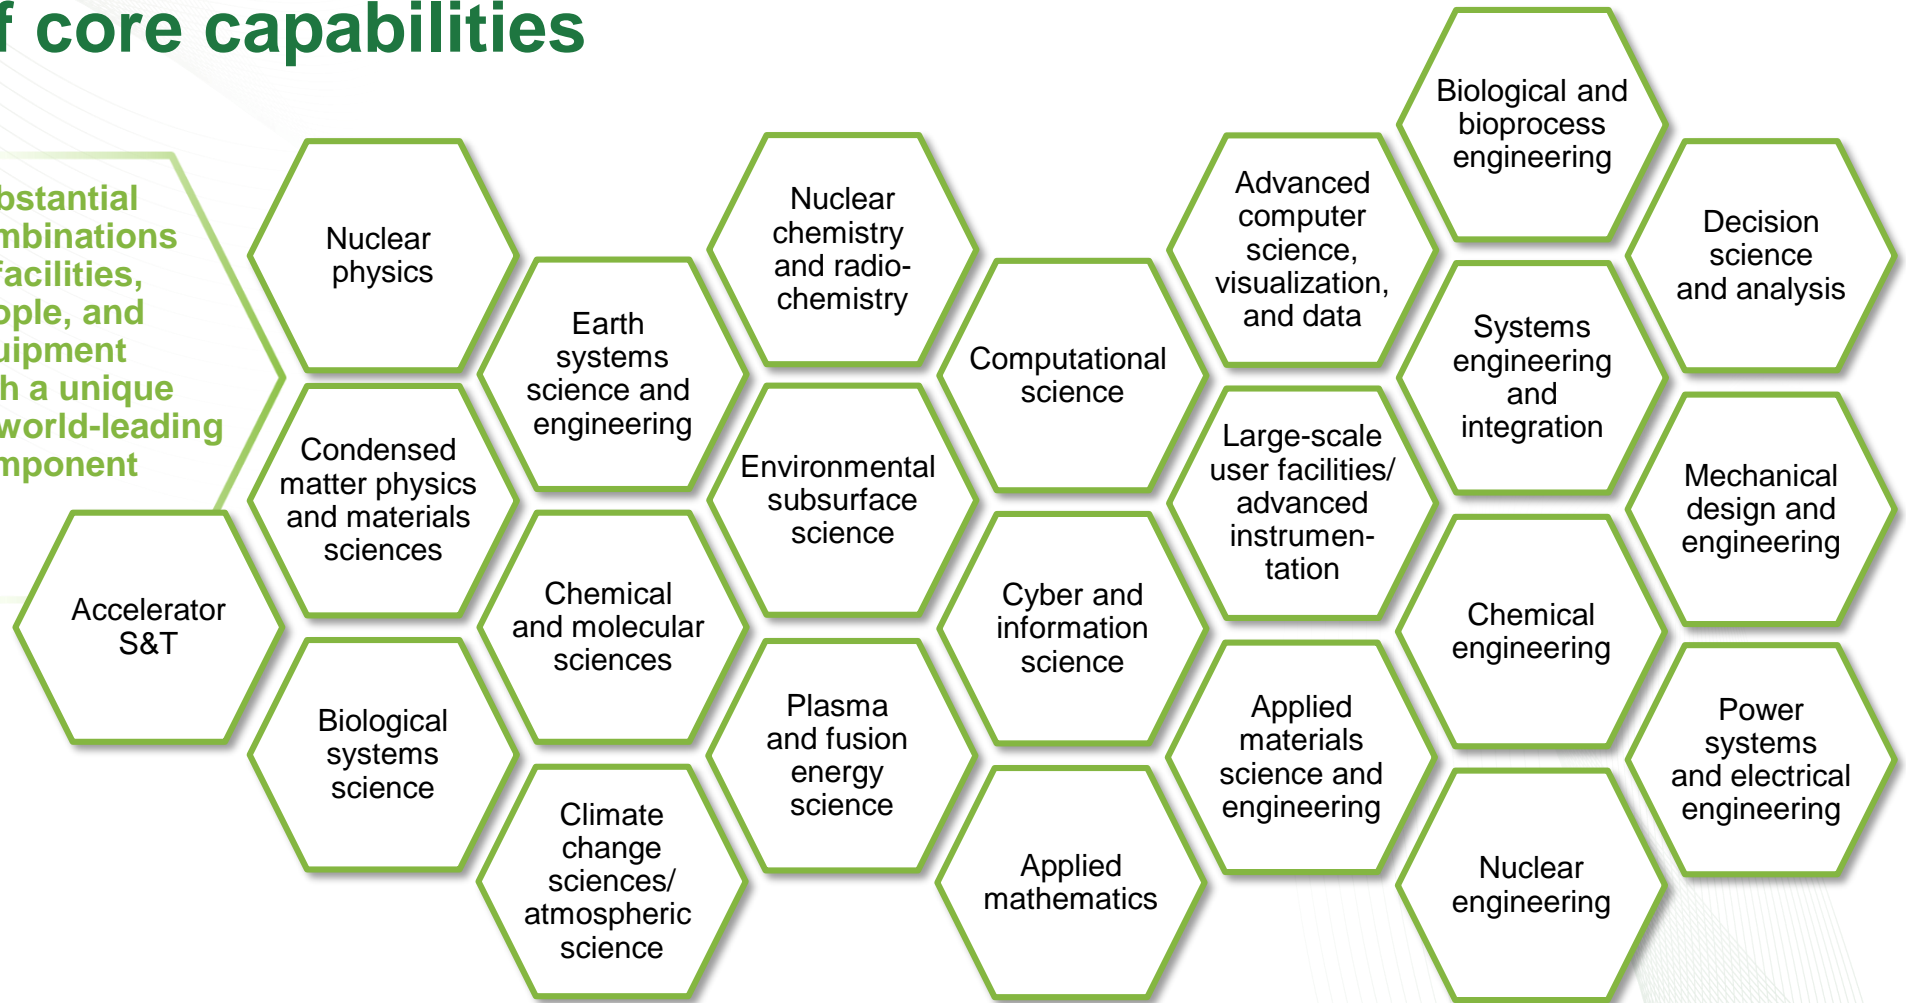 core capabilities
facilities,
and
a unique
world-leading
Nuclear
physics
Condensed
matter physics
and materials
sciences
Accelerator
S&T
Biological
systems
science
Earth
systems
science and
engineering
Chemical
and molecular
sciences
Climate
change
sciences/
atmospheric
science
Nuclear
chemistry
and radio-
chemistry
Environmental
subsurface
science
Plasma
and fusion
energy
science
Computational
science
Cyber and
information
science
Applied
mathematics
Advanced
computer
science,
visualization,
and data
Large-scale
user facilities/
advanced
instrumen-
tation
Applied
materials
science and
engineering
Biological and
bioprocess
engineering
Systems
engineering
and
integration
Chemical
engineering
Nuclear
engineering
Decision
science
and analysis
Mechanical
design and
engineering
Power
systems
and electrical
engineering